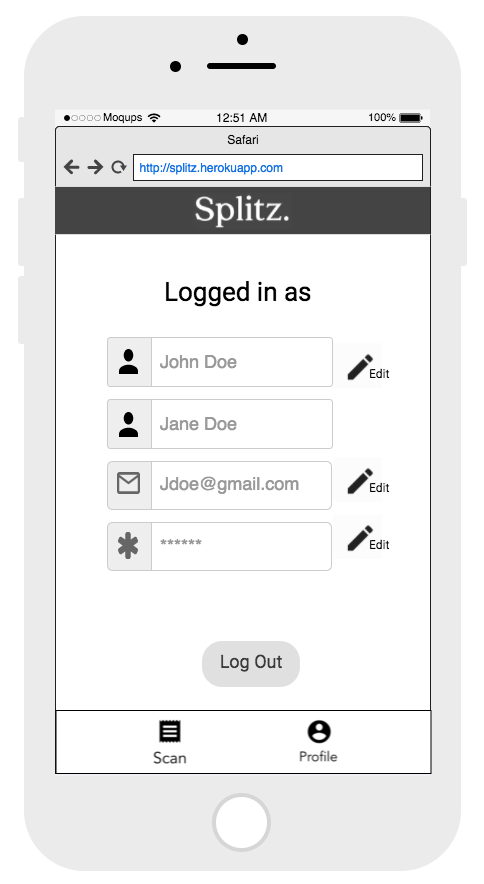 Moqups 12:51 AM 100%
Safari
http://splitz.herokuapp.com
Splitz.
Logged in as
John Doe Edit
Jane Doe
Jdoe@gmail.com Edit
****** Edit
Log Out
Scan Profile